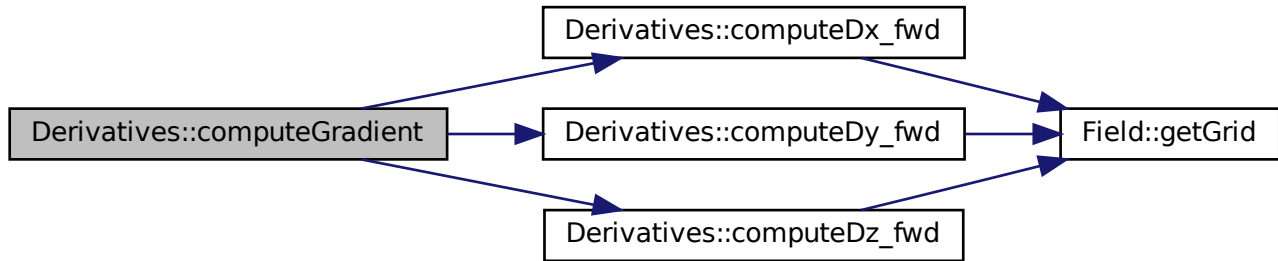 Derivatives::computeDx_fwd
Derivatives::computeGradient
Derivatives::computeDy_fwd
Field::getGrid
Derivatives::computeDz_fwd